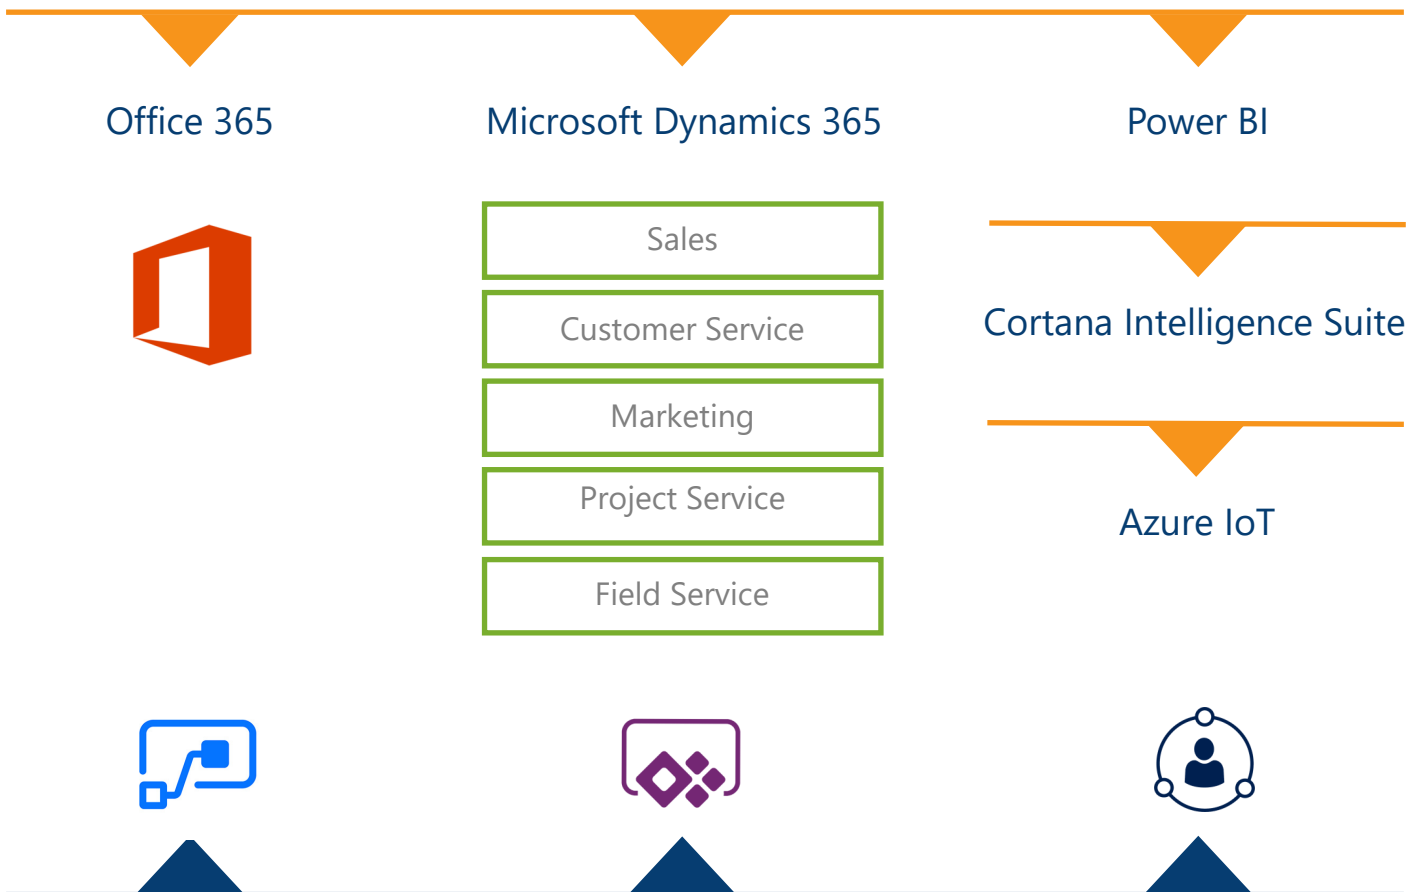 Office 365
Microsoft Dynamics 365
Power BI
Sales
Customer Service
Marketing
Project Service
Field Service
Cortana Intelligence Suite
Azure IoT